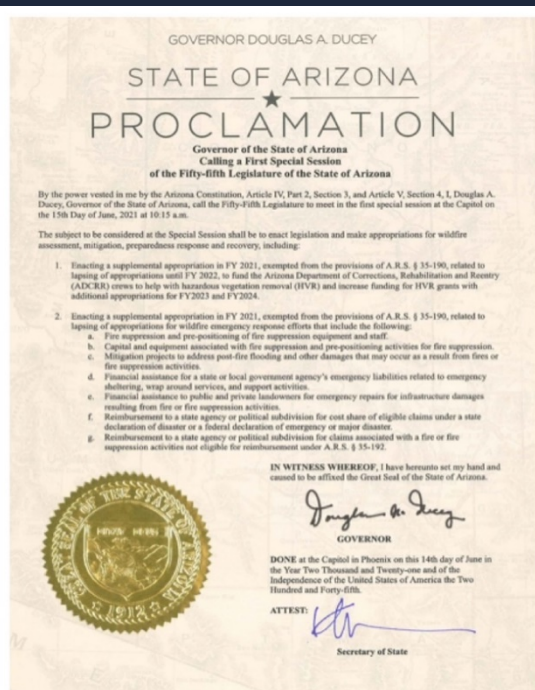 GOVERNOR DOUGLAS A. DUCEY
STATE OF ARIZONA
PROCLAMATION
Governor of the State of Arizona
Calling a First Special Session
of the Fifty-fifth Legislature of the State of Arizona
By the power vested in me by the Arizona Constitution, Article IV, Part 2, Section 3, and Article V, Section 4, I, Douglas A.
Ducey, Governor of the State of Arizona, call the Fifty-Fifth Legislature to meet in the first special session at the Capitol on
the 15th Day of June, 2021 at 10:15 a.m.
The subject to be considered at the Special Session shall be to enact legislation and make appropriations for wildfire
assessment, mitigation, preparedness response and recovery, including:
1. Enacting a supplemental appropriation in FY 2021, exempted from the provisions of A.R.S. § 35-190, related to
lapsing of appropriations until FY 2022, to fund the Arizona Department of Corrections, Rehabilitation and Reentry
(ADCRR) crews to help with hazardous vegetation removal (HVR) and increase funding for HVR grants with
additional appropriations for FY2023 and FY2024.
2. Enacting a supplemental appropriation in FY 2021, exempted from the provisions of A.R.S. § 35-190, related to
lapsing of appropriations for wildfire emergency response efforts that include the following:
a. Fire suppression and pre-positioning of fire suppression equipment and staff.
b. Capital and equipment associated with fire suppression and pre-positioning activities for fire suppression.
c. Mitigation projects to address post-fire flooding and other damages that may occur as a result from fires or
fire suppression activities.
d. Financial assistance for a state or local government agency's emergency liabilities related to emergency
sheltering, wrap around services, and support activities.
e. Financial assistance to public and private landowners for emergency repairs for infrastructure damages
resulting from fire or fire suppression activities.
f. Reimbursement to a state agency or political subdivision for cost share of eligible claims under a state
declaration of disaster or a federal declaration of emergency or major disaster.
g. Reimbursement to a state agency or political subdivision for claims associated with a fire or fire
suppression activities not eligible for reimbursement under A.R.S. § 35-192.
IN WITNESS WHEREOF, I have hereunto set my hand and
caused to be affixed the Great Seal of the State of Arizona.
Douglas A. Ducey
GOVERNOR
DONE at the Capitol in Phoenix on this 14th day of June in
the Year Two Thousand and Twenty-one and of the
Independence of the United States of America the Two
Hundred and Forty-fifth.
ATTEST:
Secretary of State
GREAT SEAL OF THE STATE OF ARIZONA
1912